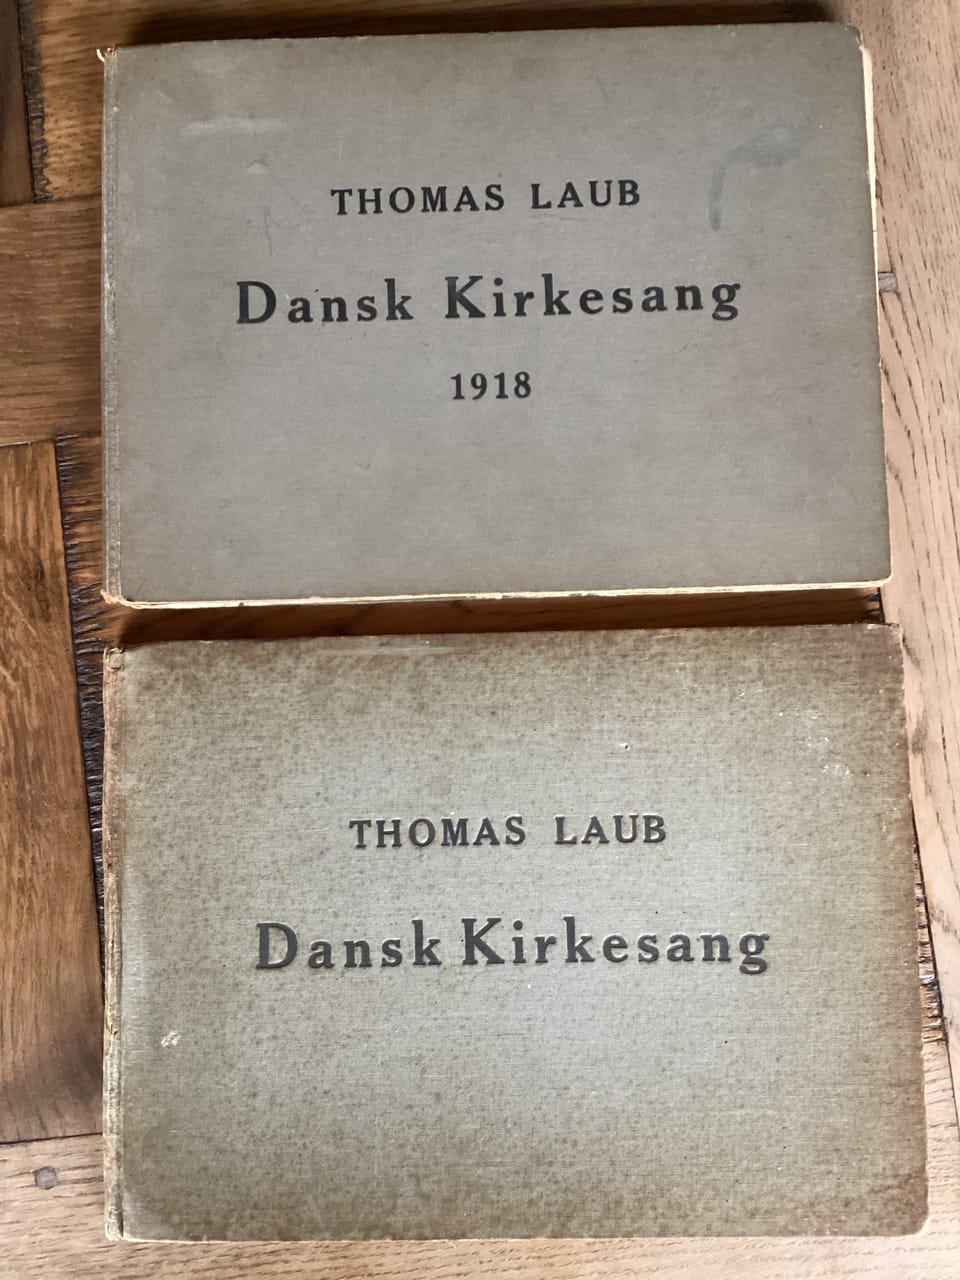 THOMAS LAUB
Dansk Kirkesang
1918
THOMAS LAUB
Dansk Kirkesang